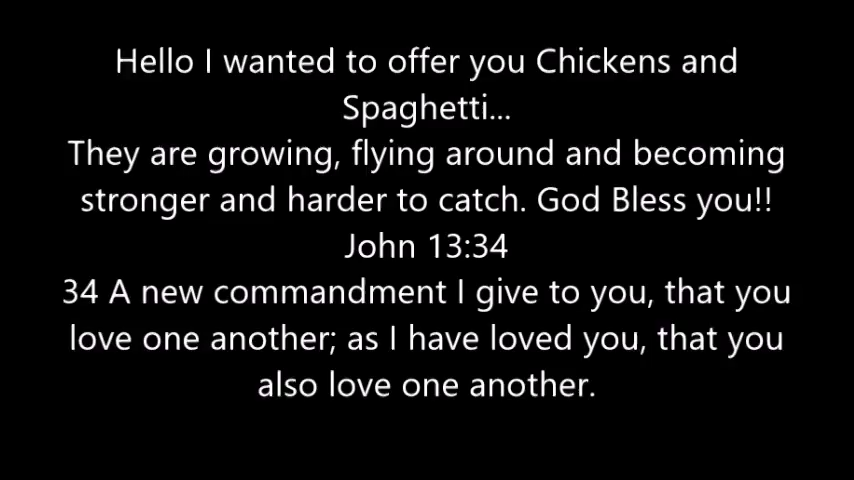 Hello I wanted to offer you Chickens and
Spaghetti...
They are growing, flying around and becoming
stronger and harder to catch. God Bless you!!
John 13:34
34 A new commandment I give to you, that you
love one another; as I have loved you, that you
also love one another.